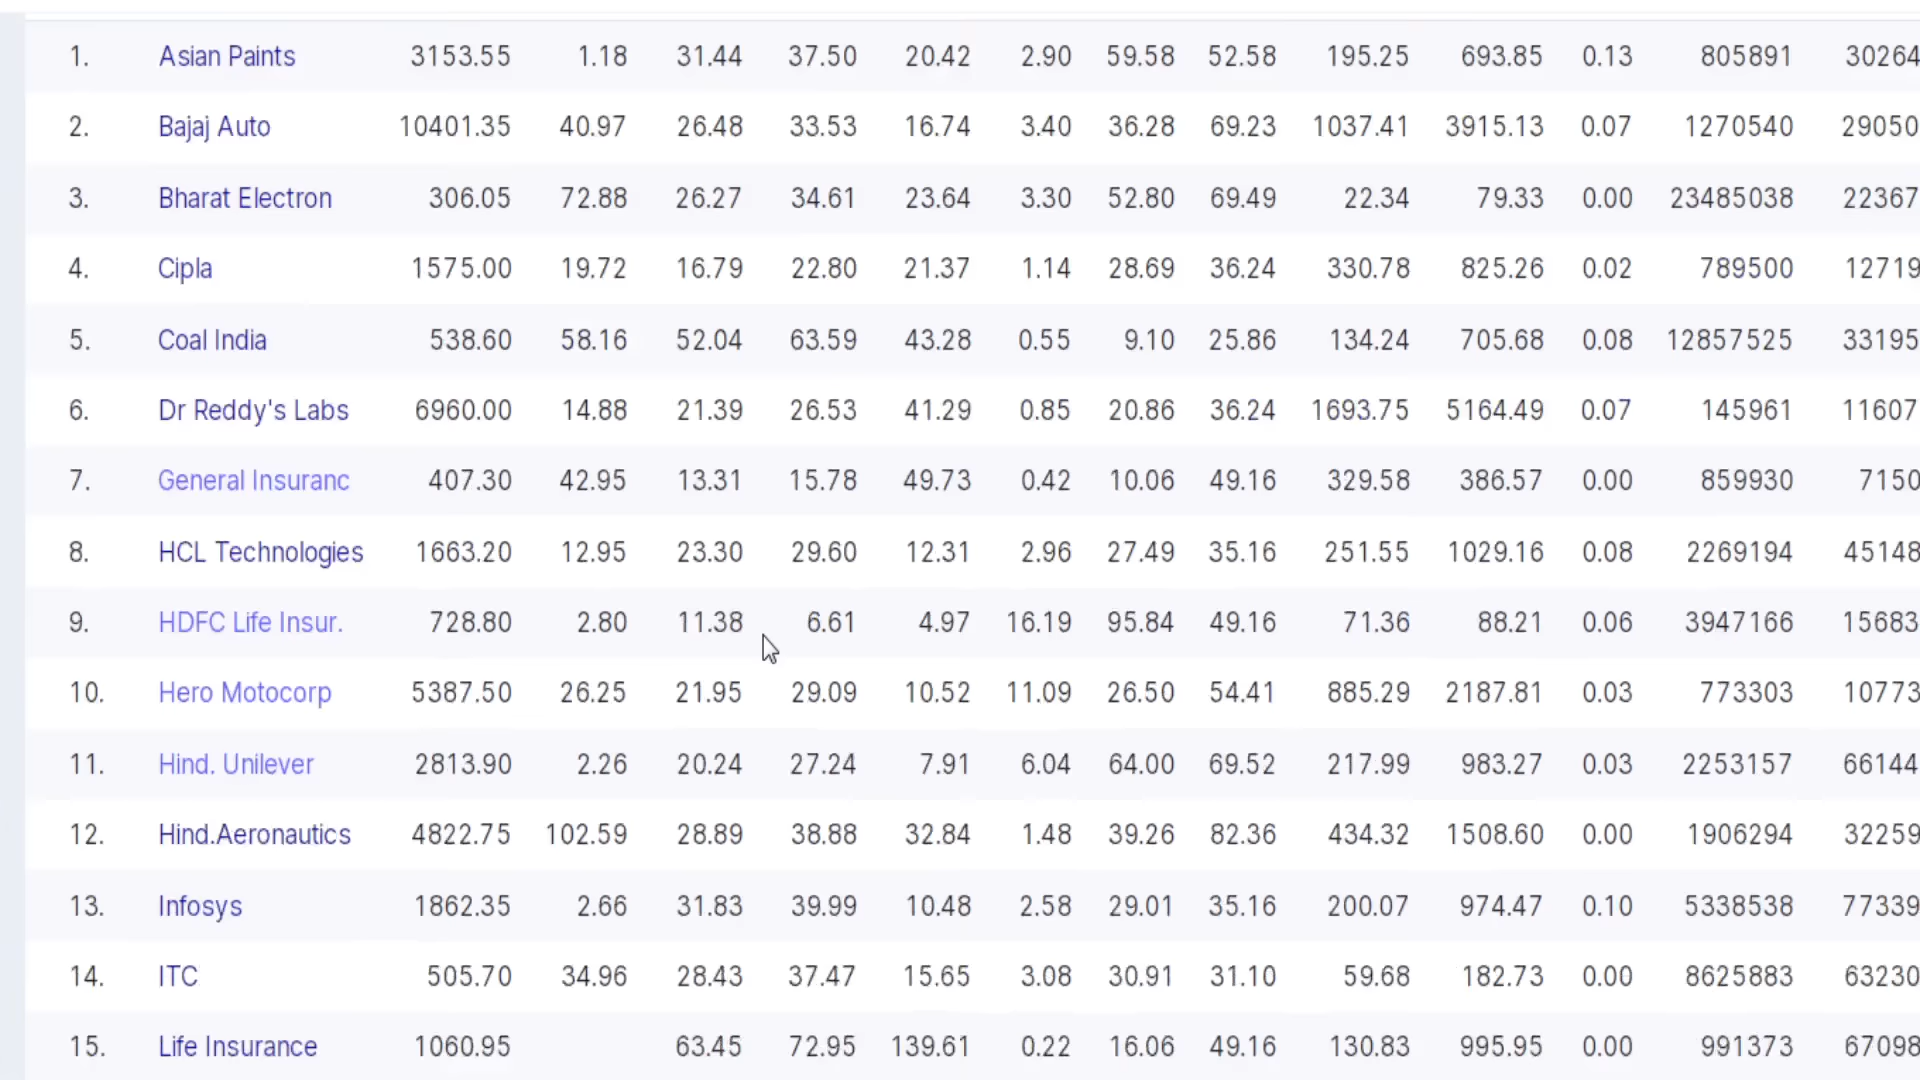 1. Asian Paints 3153.55 1.18 31.44 37.50 20.42 2.90 59.58 52.58 195.25 693.85 0.13 805891 30264
2. Bajaj Auto 10401.35 40.97 26.48 33.53 16.74 3.40 36.28 69.23 1037.41 3915.13 0.07 1270540 29050
3. Bharat Electron 306.05 72.88 26.27 34.61 23.64 3.30 52.80 69.49 22.34 79.33 0.00 23485038 22367
4. Cipla 1575.00 19.72 16.79 22.80 21.37 1.14 28.69 36.24 330.78 825.26 0.02 789500 12719
5. Coal India 538.60 58.16 52.04 63.59 43.28 0.55 9.10 25.86 134.24 705.68 0.08 12857525 33195
6. Dr Reddy's Labs 6960.00 14.88 21.39 26.53 41.29 0.85 20.86 36.24 1693.75 5164.49 0.07 145961 11607
7. General Insuranc 407.30 42.95 13.31 15.78 49.73 0.42 10.06 49.16 329.58 386.57 0.00 859930 7150
8. HCL Technologies 1663.20 12.95 23.30 29.60 12.31 2.96 27.49 35.16 251.55 1029.16 0.08 2269194 45148
9. HDFC Life Insur. 728.80 2.80 11.38 6.61 4.97 16.19 95.84 49.16 71.36 88.21 0.06 3947166 15683
10. Hero Motocorp 5387.50 26.25 21.95 29.09 10.52 11.09 26.50 54.41 885.29 2187.81 0.03 773303 10773
11. Hind. Unilever 2813.90 2.26 20.24 27.24 7.91 6.04 64.00 69.52 217.99 983.27 0.03 2253157 66144
12. Hind.Aeronautics 4822.75 102.59 28.89 38.88 32.84 1.48 39.26 82.36 434.32 1508.60 0.00 1906294 32259
13. Infosys 1862.35 2.66 31.83 39.99 10.48 2.58 29.01 35.16 200.07 974.47 0.10 5338538 77339
14. ITC 505.70 34.96 28.43 37.47 15.65 3.08 30.91 31.10 59.68 182.73 0.00 8625883 63230
15. Life Insurance 1060.95 63.45 72.95 139.61 0.22 16.06 49.16 130.83 995.95 0.00 991373 67098